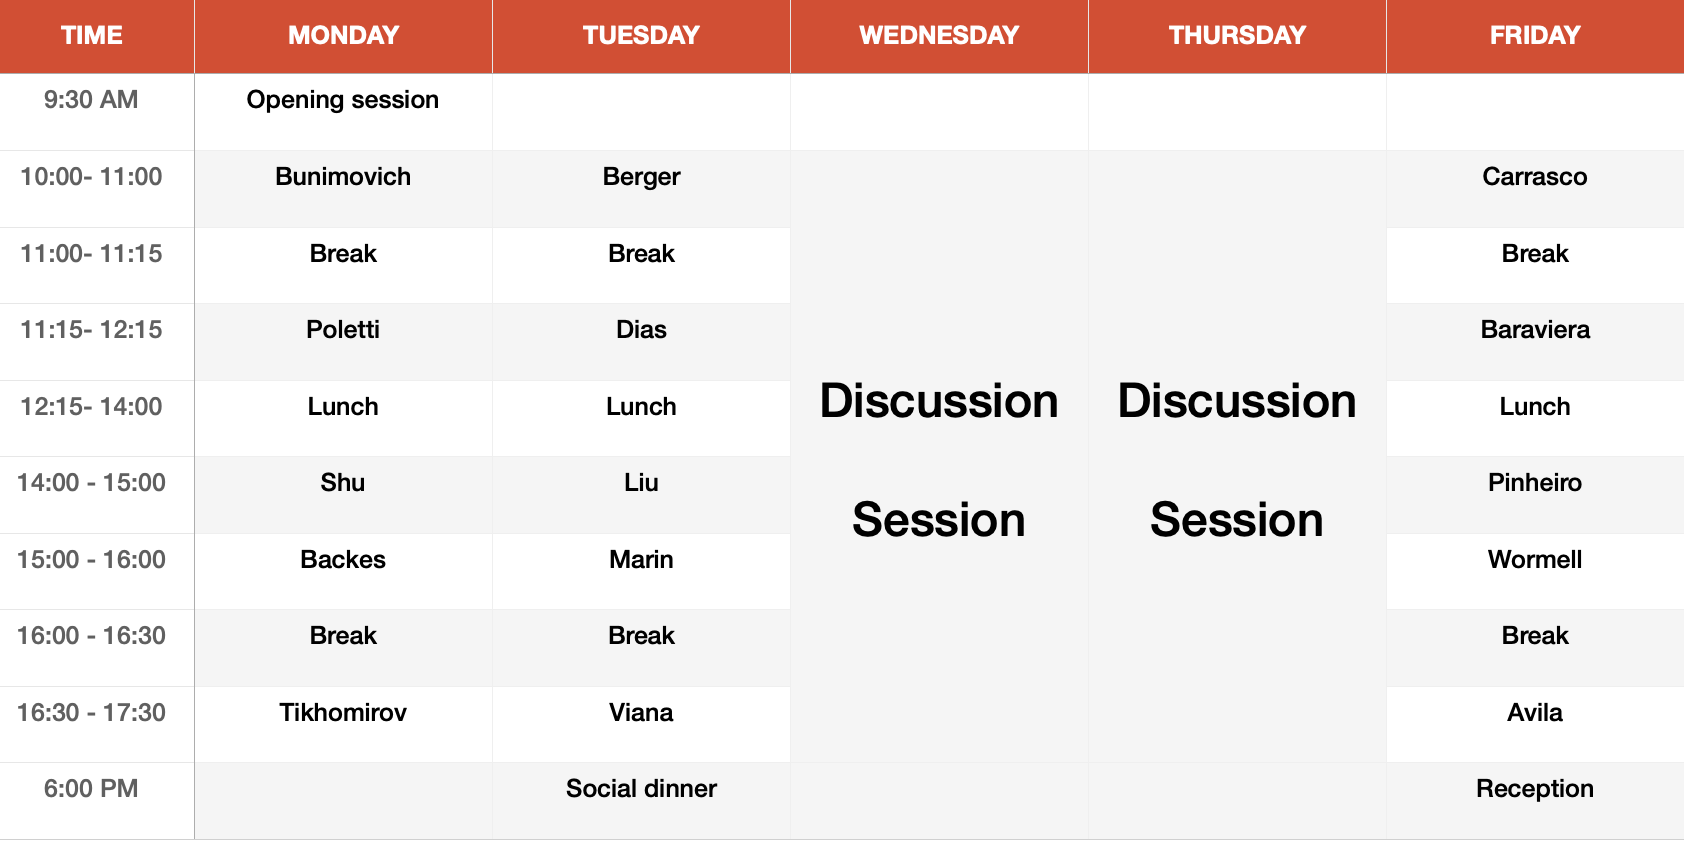 TIME MONDAY TUESDAY WEDNESDAY THURSDAY FRIDAY
9:30 AM Opening session
10:00- 11:00 Bunimovich Berger Carrasco
11:00- 11:15 Break Break Break
11:15- 12:15 Poletti Dias Baraviera
12:15- 14:00 Lunch Lunch Discussion Discussion Lunch
14:00 - 15:00 Shu Liu Pinheiro
Session Session
15:00 - 16:00 Backes Marin Wormell
16:00 - 16:30 Break Break Break
16:30 - 17:30 Tikhomirov Viana Avila
6:00 PM Social dinner Reception